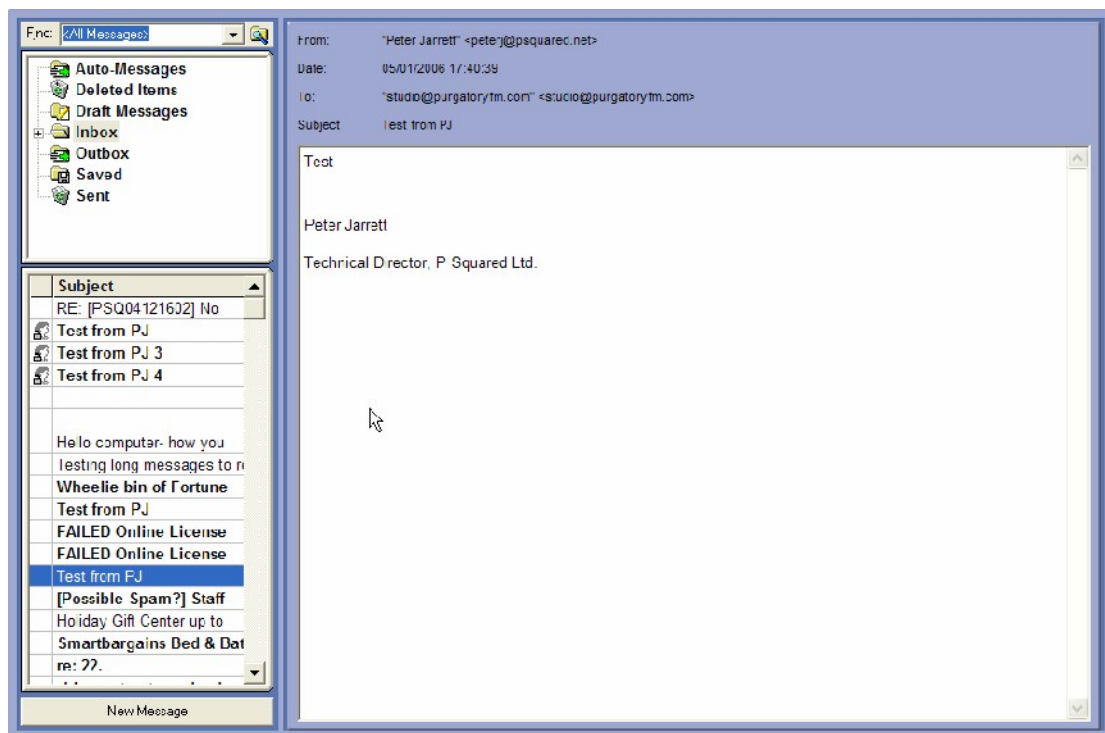 Find: <All Messages>
Auto-Messages
Deleted Items
Draft Messages
Inbox
Outbox
Saved
Sent
Subject
RE: [PSQ04121602] No
Test from PJ
Test from PJ 3
Test from PJ 4
Hello computer- how you
Testing long messages to r
Wheelie bin of Fortune
Test from PJ
FAILED Online License
FAILED Online License
Test from PJ
[Possible Spam?] Staff
Holiday Gift Center up to
Smartbargains Bed & Bat
re: 22.
New Message
From: "Peter Jarrett" <peterj@psquared.net>
Date: 05/01/2006 17:40:39
To: "studio@purgatoryfm.com" <studio@purgatoryfm.com>
Subject Test from PJ
Test
Peter Jarrett
Technical Director, P Squared Ltd.